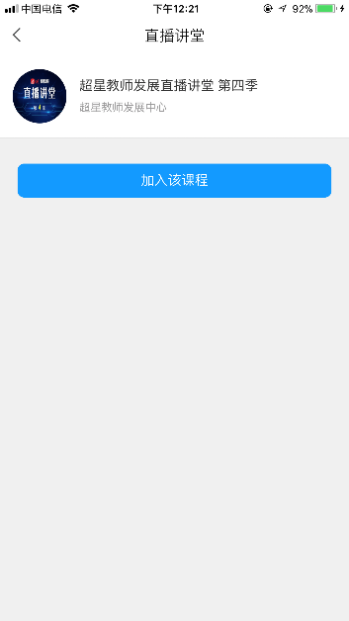 中国电信 下午12:21 92%
直播讲堂
直播讲堂
超星教师发展直播讲堂 第四季
超星教师发展中心
加入该课程